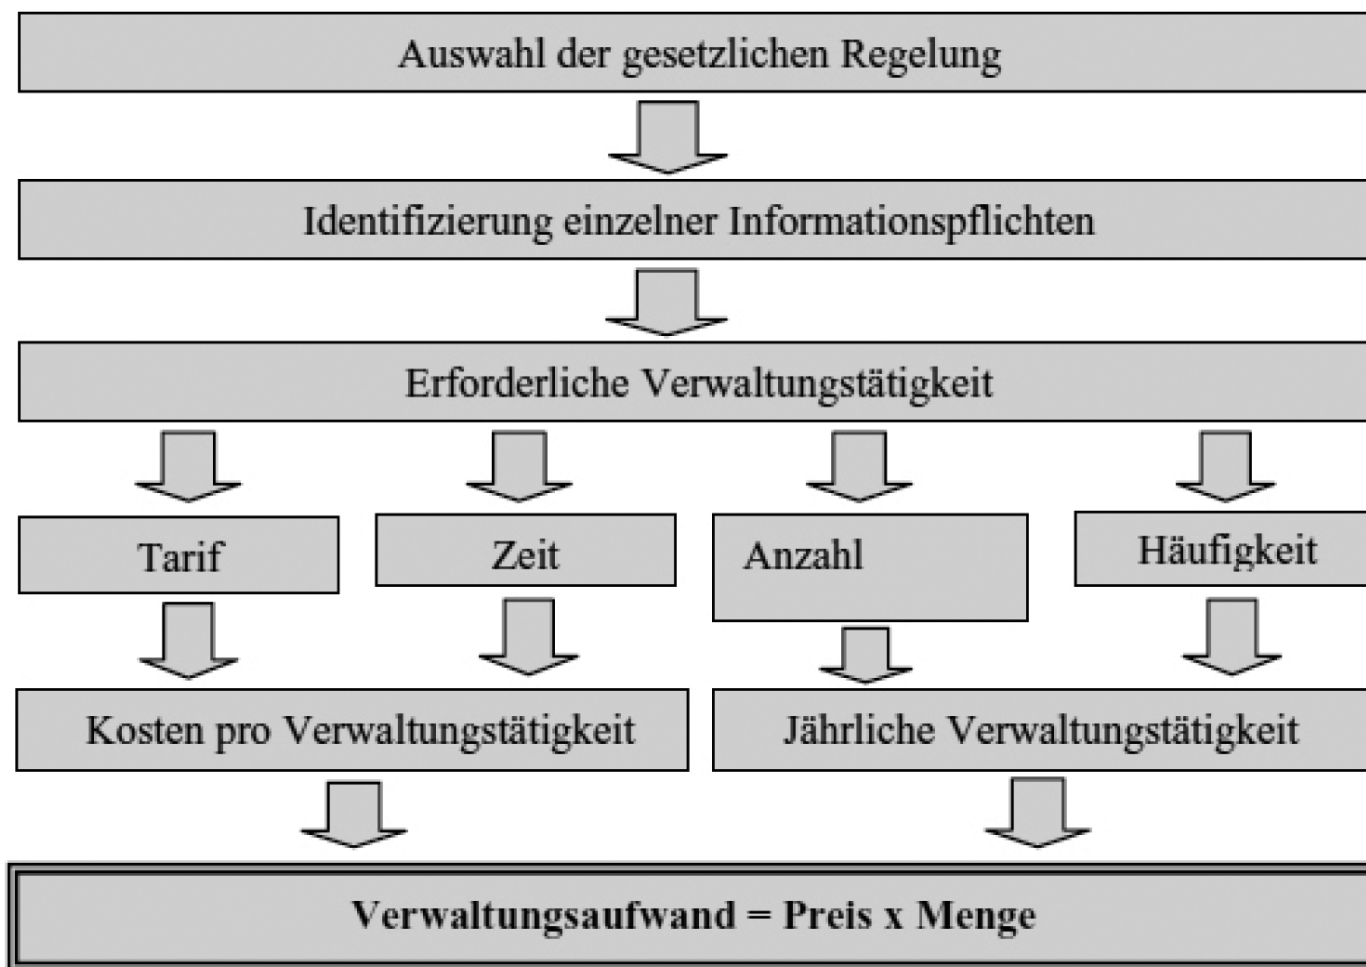 Auswahl der gesetzlichen Regelung
Identifizierung einzelner Informationspflichten
Erforderliche Verwaltungstätigkeit
Tarif
Zeit
Anzahl
Häufigkeit
Kosten pro Verwaltungstätigkeit
Jährliche Verwaltungstätigkeit
Verwaltungsaufwand = Preis x Menge